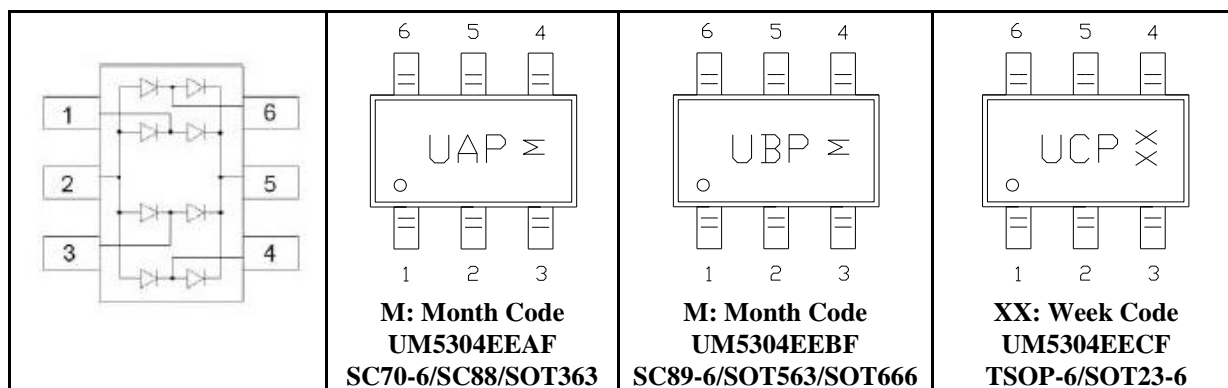 1 6
2 5
3 4
6 5 4
UAP M
1 2 3
M: Month Code
UM5304EEAF
SC70-6/SC88/SOT363
6 5 4
UBP M
1 2 3
M: Month Code
UM5304EEBF
SC89-6/SOT563/SOT666
6 5 4
UCP XX
1 2 3
XX: Week Code
UM5304EECF
TSOP-6/SOT23-6